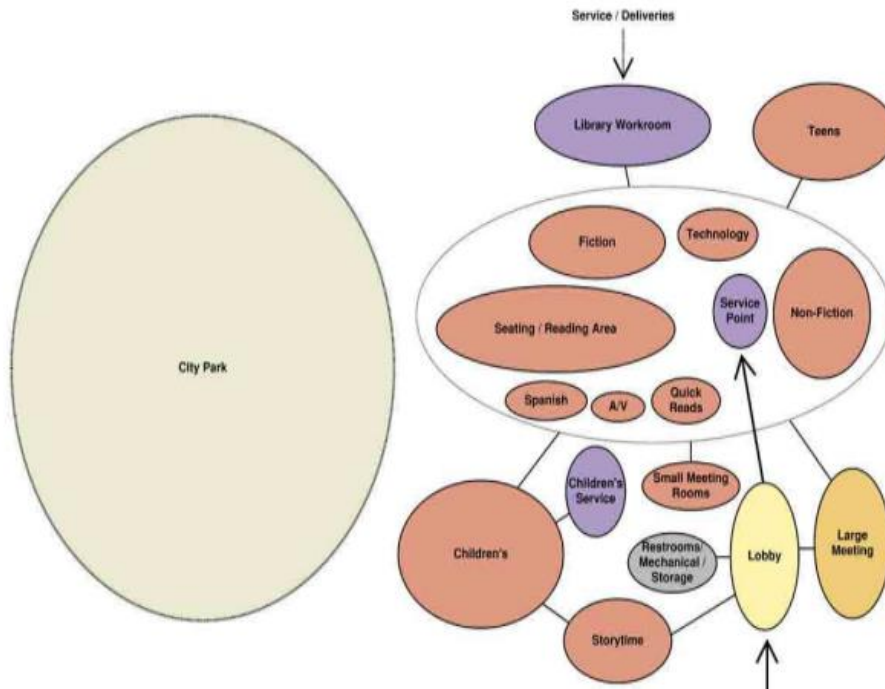 Service / Deliveries
Library Workroom
Teens
Fiction
Technology
Service
Point
Non-Fiction
Seating / Reading Area
City Park
Spanish
A/V
Quick
Reads
Children's
Service
Small Meeting
Rooms
Children's
Restrooms/
Mechanical /
Storage
Lobby
Large
Meeting
Storytime